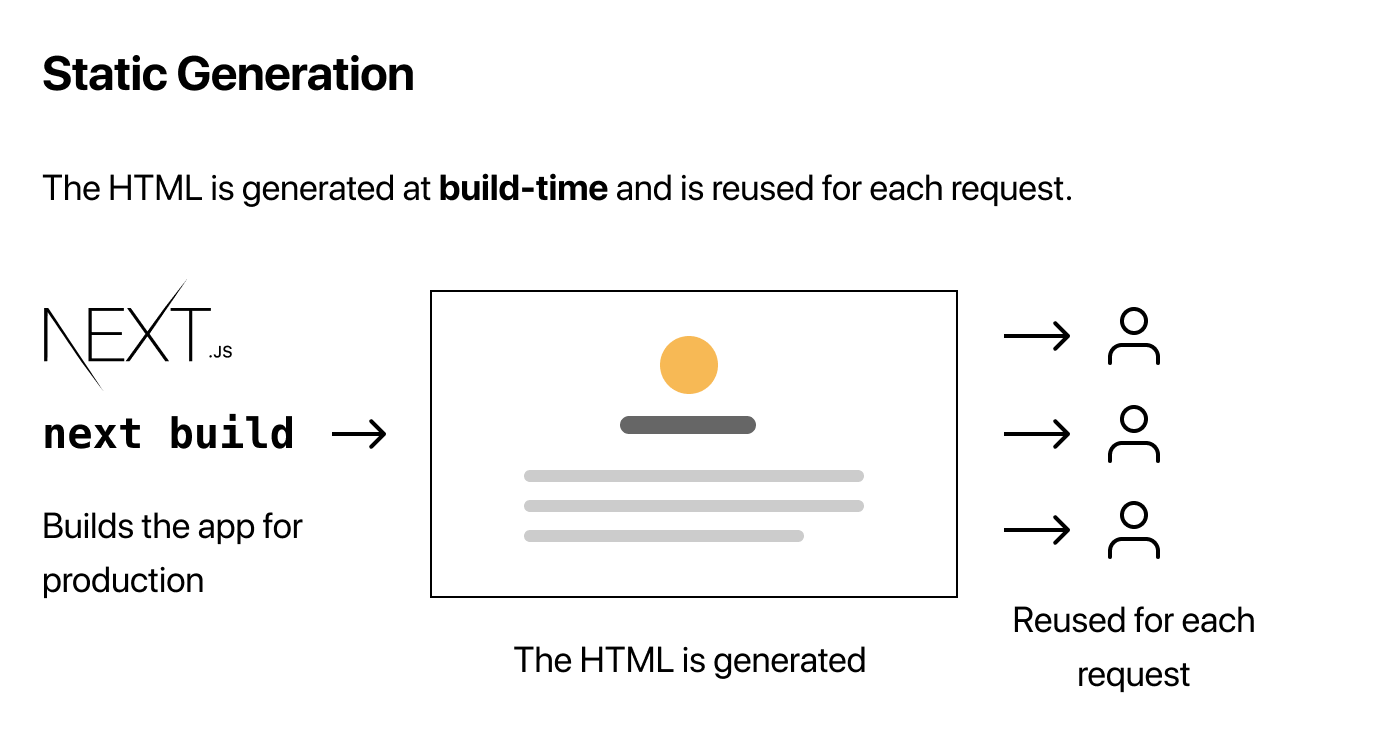 Static Generation
The HTML is generated at build-time and is reused for each request.
NEXT.JS
next build
Builds the app for
production
The HTML is generated
Reused for each
request